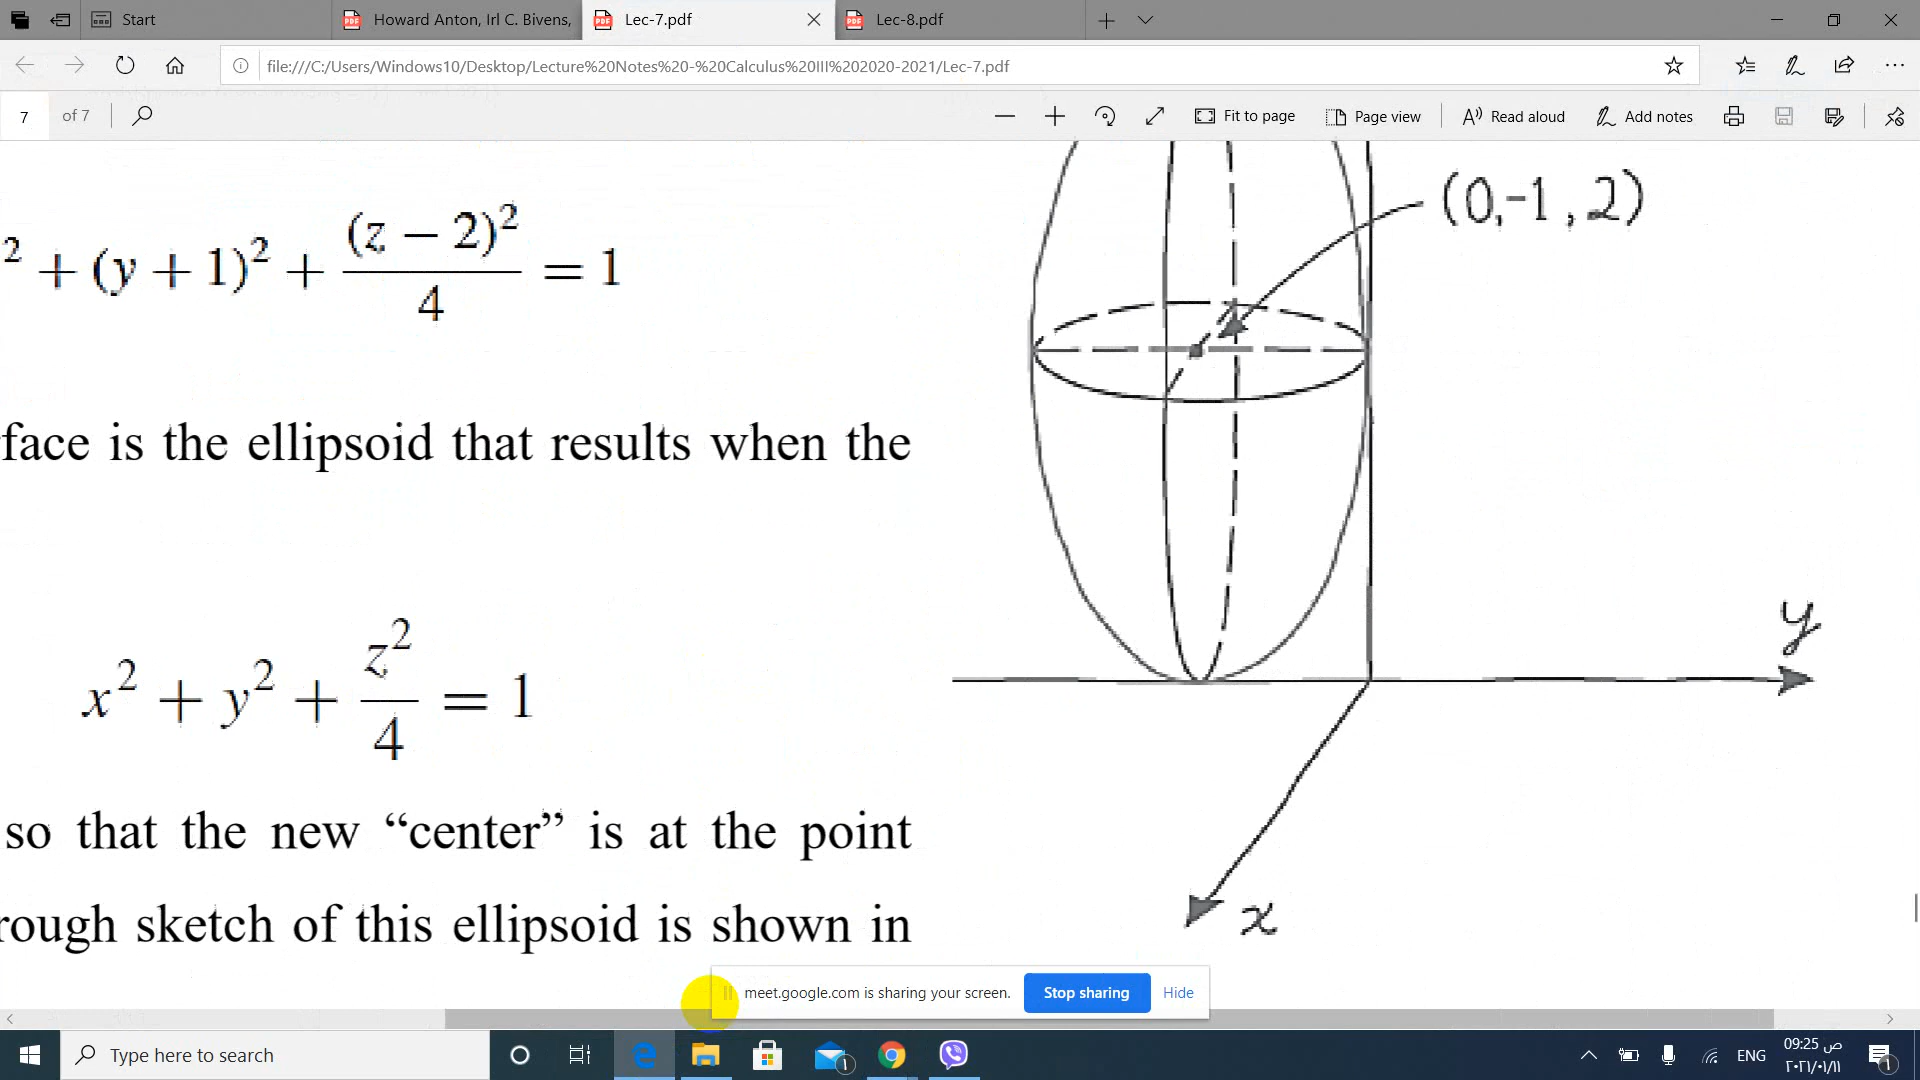 Start
Howard Anton, Irl C. Bivens,
Lec-7.pdf
Lec-8.pdf
file:///C:/Users/Windows10/Desktop/Lecture%20Notes%20-%20Calculus%20III%202020-2021/Lec-7.pdf
7 of 7
Fit to page
Page view
Read aloud
Add notes
² + (y + 1)² + (z − 2)²/4 = 1
(0,-1,2)
face is the ellipsoid that results when the
x² + y² + z²/4 = 1
y
so that the new “center” is at the point
rough sketch of this ellipsoid is shown in
x
meet.google.com is sharing your screen.
Stop sharing
Hide
Type here to search
1
ENG
09:25 ص
٢٠٢١/٠١/١١
1